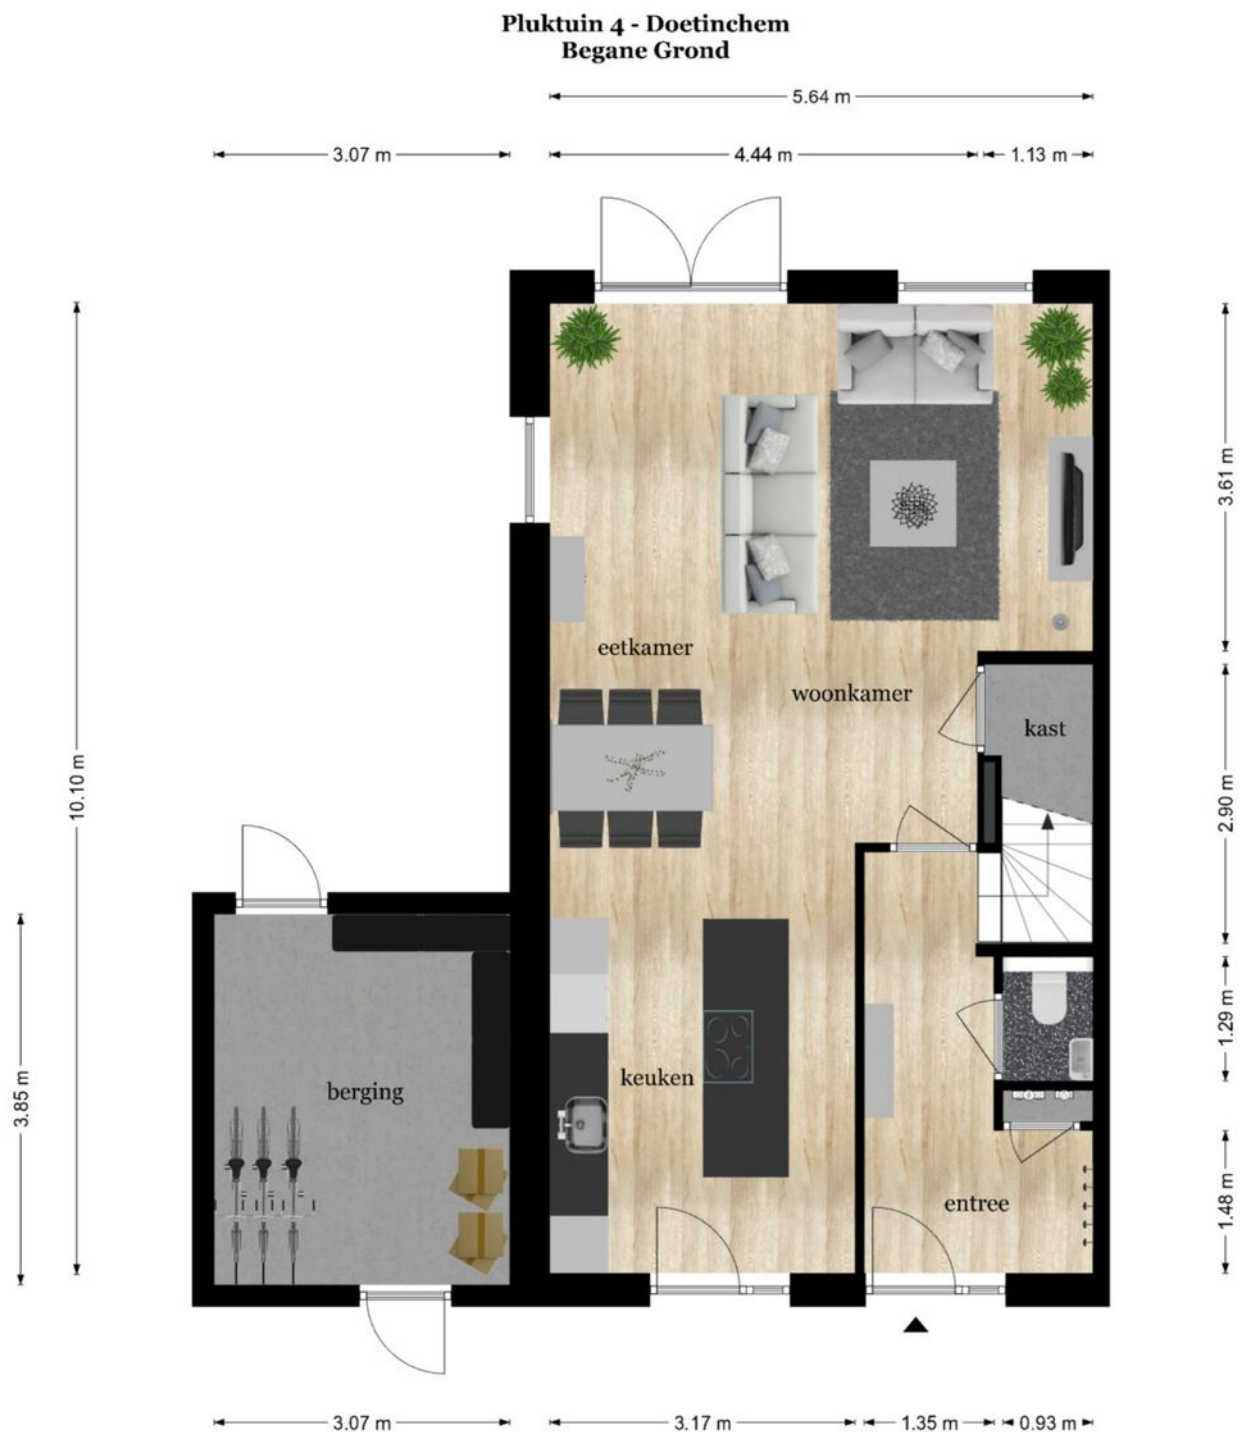 Pluktuin 4 - Doetinchem
Begane Grond
5.64 m
3.07 m
4.44 m
1.13 m
3.61 m
eetkamer
woonkamer
kast
10.10 m
2.90 m
1.29 m
keuken
berging
3.85 m
1.48 m
entree
3.07 m
3.17 m
1.35 m
0.93 m